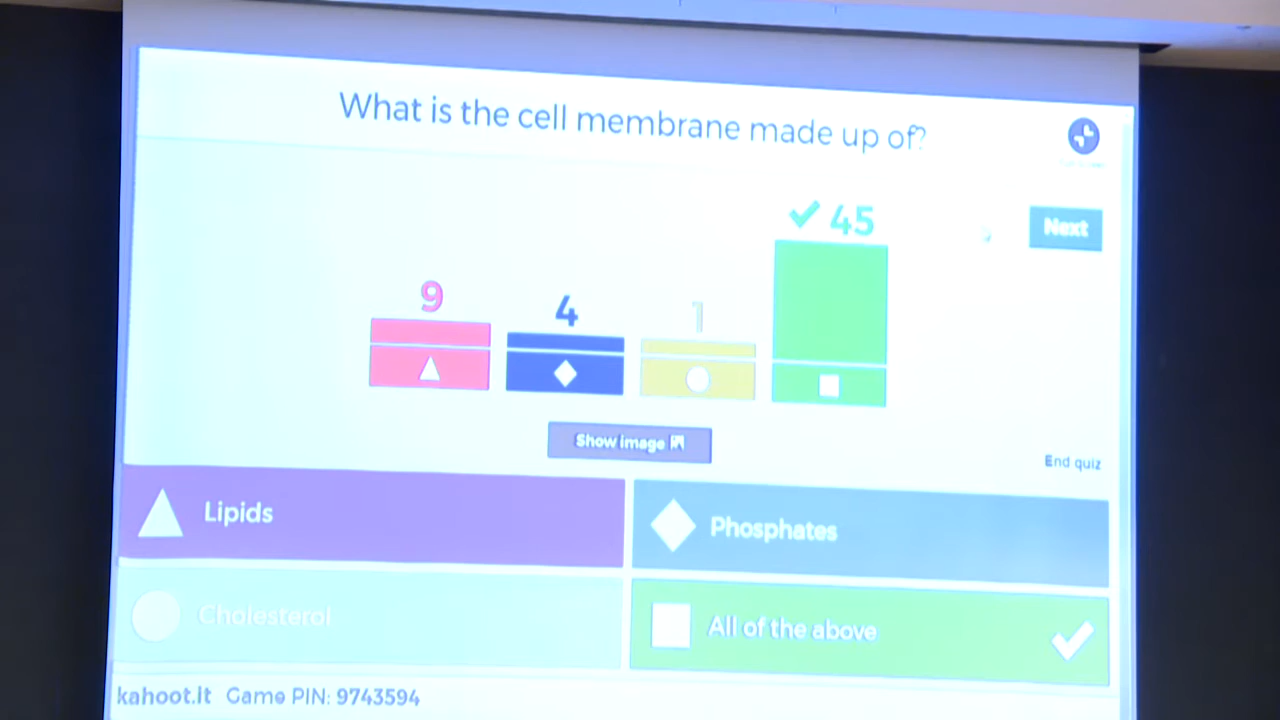 What is the cell membrane made up of?
Next
✓ 45
9
4
1
Show image
End quiz
Lipids
Phosphates
Cholesterol
All of the above
kahoot.it Game PIN: 9743594